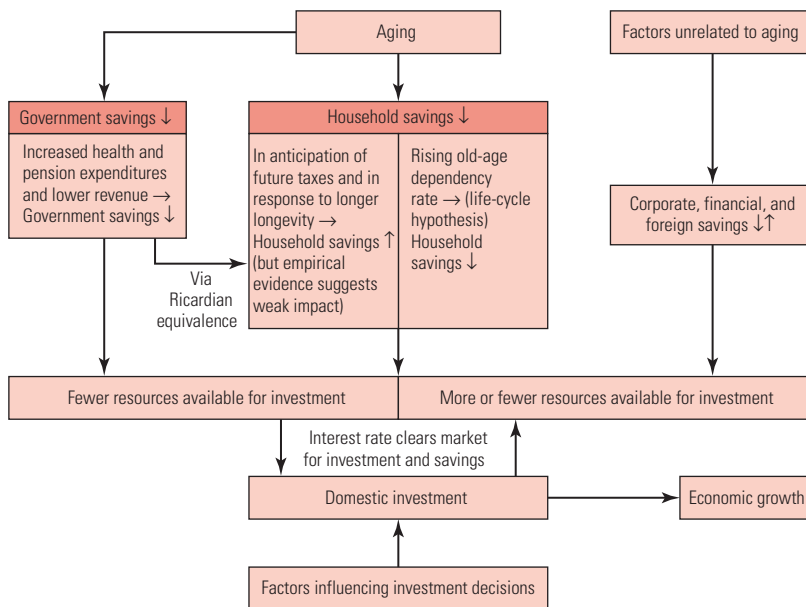 Aging
Factors unrelated to aging
Government savings ↓
Increased health and
pension expenditures
and lower revenue →
Government savings ↓
Household savings ↓
In anticipation of
future taxes and in
response to longer
longevity →
Household savings ↑
(but empirical
evidence suggests
weak impact)
Rising old-age
dependency
rate → (life-cycle
hypothesis)
Household
savings ↓
Corporate, financial, and
foreign savings ↓↑
Via
Ricardian
equivalence
Fewer resources available for investment
More or fewer resources available for investment
Interest rate clears market
for investment and savings
Domestic investment
Economic growth
Factors influencing investment decisions